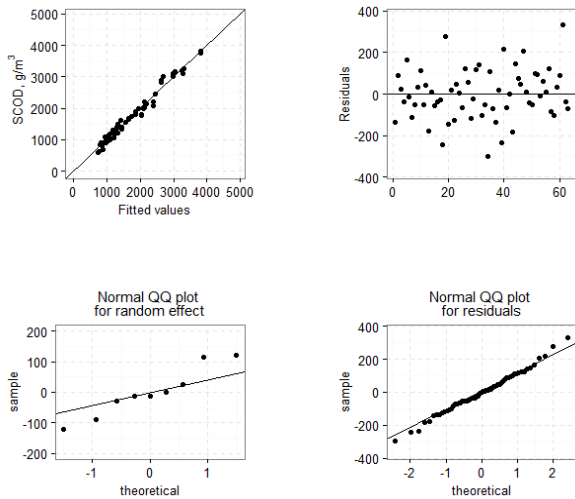 5000
4000
3000
2000
1000
0
SCOD, g/m³
0 1000 2000 3000 4000 5000
Fitted values
400
200
0
-200
-400
Residuals
0 20 40 60
Normal QQ plot
for random effect
200
100
0
-100
-200
sample
-1 0 1
theoretical
Normal QQ plot
for residuals
400
200
0
-200
-400
sample
-2 -1 0 1 2
theoretical